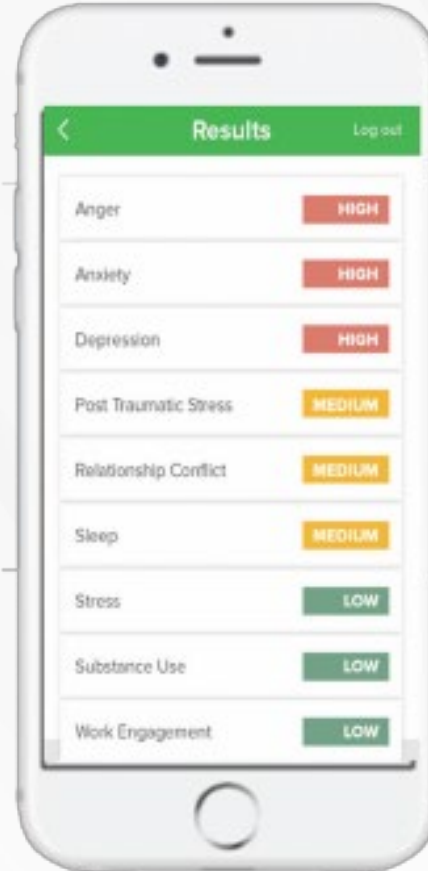 Results
Log out
Anger HIGH
Anxiety HIGH
Depression HIGH
Post Traumatic Stress MEDIUM
Relationship Conflict MEDIUM
Sleep MEDIUM
Stress LOW
Substance Use LOW
Work Engagement LOW